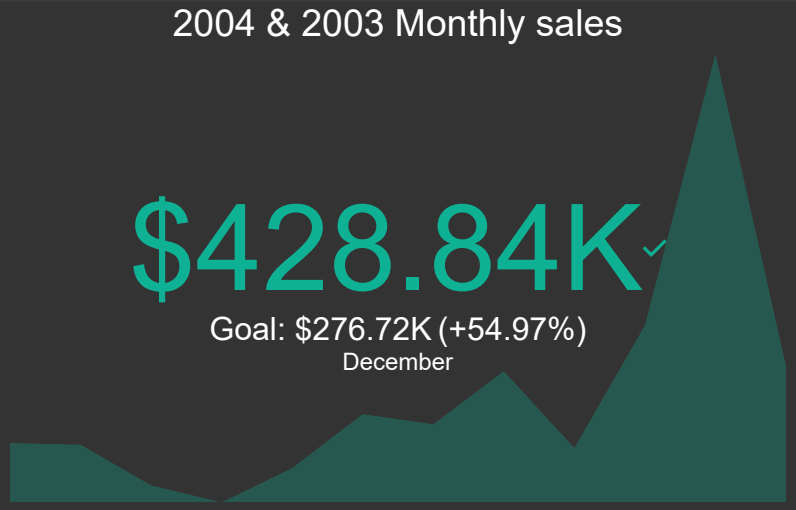 2004 & 2003 Monthly sales
$428.84K
Goal: $276.72K (+54.97%)
December